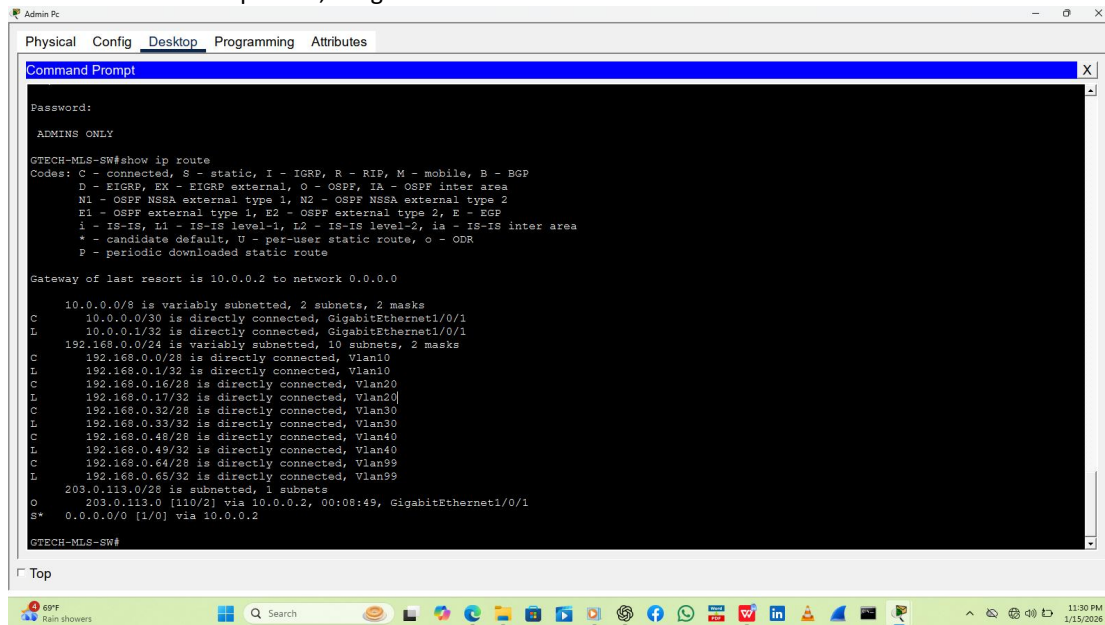 Admin Pc
Physical Config Desktop Programming Attributes
Command Prompt X
Password:
ADMINS ONLY
GTECH-MLS-SW#show ip route
Codes: C - connected, S - static, I - IGRP, R - RIP, M - mobile, B - BGP
D - EIGRP, EX - EIGRP external, O - OSPF, IA - OSPF inter area
N1 - OSPF NSSA external type 1, N2 - OSPF NSSA external type 2
E1 - OSPF external type 1, E2 - OSPF external type 2, E - EGP
i - IS-IS, L1 - IS-IS level-1, L2 - IS-IS level-2, ia - IS-IS inter area
* - candidate default, U - per-user static route, o - ODR
P - periodic downloaded static route
Gateway of last resort is 10.0.0.2 to network 0.0.0.0
10.0.0.0/8 is variably subnetted, 2 subnets, 2 masks
C 10.0.0.0/30 is directly connected, GigabitEthernet1/0/1
L 10.0.0.1/32 is directly connected, GigabitEthernet1/0/1
192.168.0.0/24 is variably subnetted, 10 subnets, 2 masks
C 192.168.0.0/28 is directly connected, Vlan10
L 192.168.0.1/32 is directly connected, Vlan10
C 192.168.0.16/28 is directly connected, Vlan20
L 192.168.0.17/32 is directly connected, Vlan20
C 192.168.0.32/28 is directly connected, Vlan30
L 192.168.0.33/32 is directly connected, Vlan30
C 192.168.0.48/28 is directly connected, Vlan40
L 192.168.0.49/32 is directly connected, Vlan40
C 192.168.0.64/28 is directly connected, Vlan99
L 192.168.0.65/32 is directly connected, Vlan99
203.0.113.0/28 is subnetted, 1 subnets
O 203.0.113.0 [110/2] via 10.0.0.2, 00:08:49, GigabitEthernet1/0/1
S* 0.0.0.0/0 [1/0] via 10.0.0.2
GTECH-MLS-SW#
Top
4 69°F
Rain showers
Search
Word
PDF
11:30 PM
1/15/2026